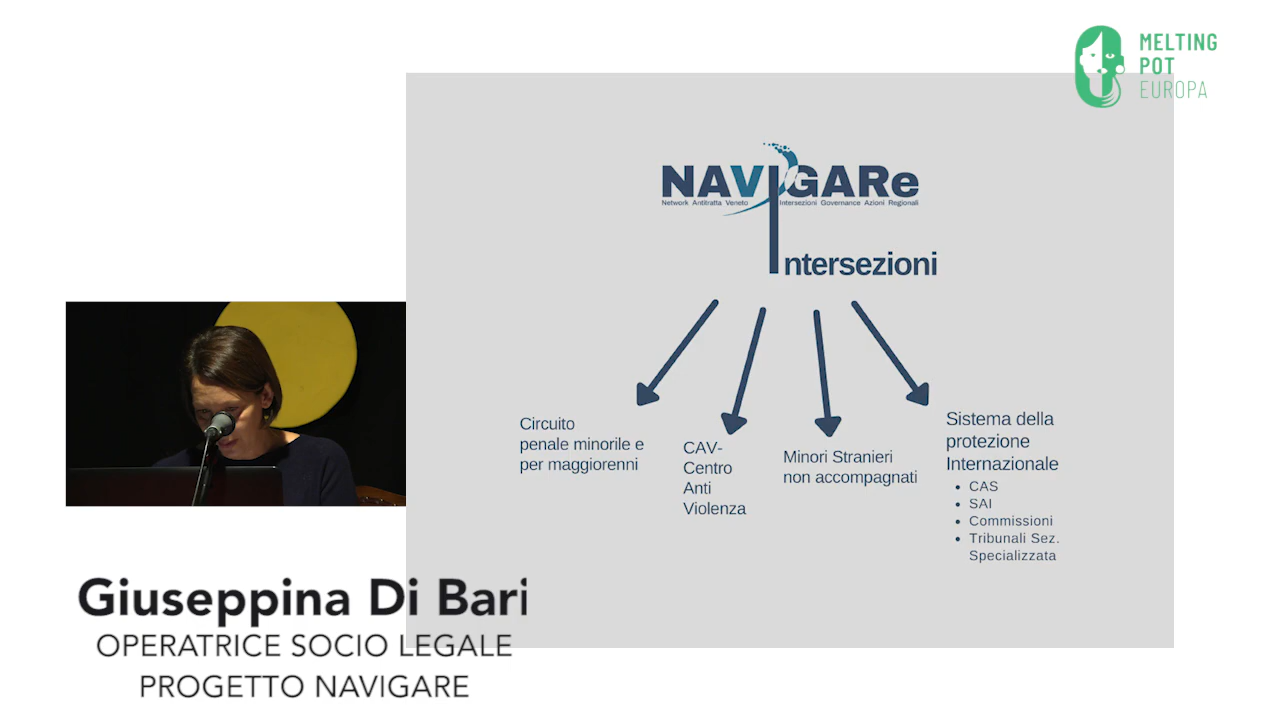 MELTING
POT
EUROPA
NAVIGARe
Network Antitratta Veneto Intersezioni Governance Azioni Regionali
Intersezioni
Circuito
penale minorile e
per maggiorenni
CAV-
Centro
Anti
Violenza
Minori Stranieri
non accompagnati
Sistema della
protezione
Internazionale
• CAS
• SAI
• Commissioni
• Tribunali Sez.
Specializzata
Giuseppina Di Bari
OPERATRICE SOCIO LEGALE
PROGETTO NAVIGARE